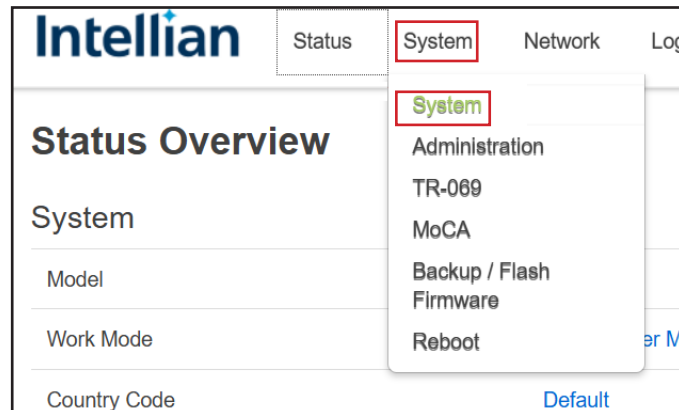 Intellian Status System Network Log
System
Status Overview
Administration
TR-069
System
MoCA
Model
Backup / Flash
Firmware
Work Mode
Reboot
Country Code
Default